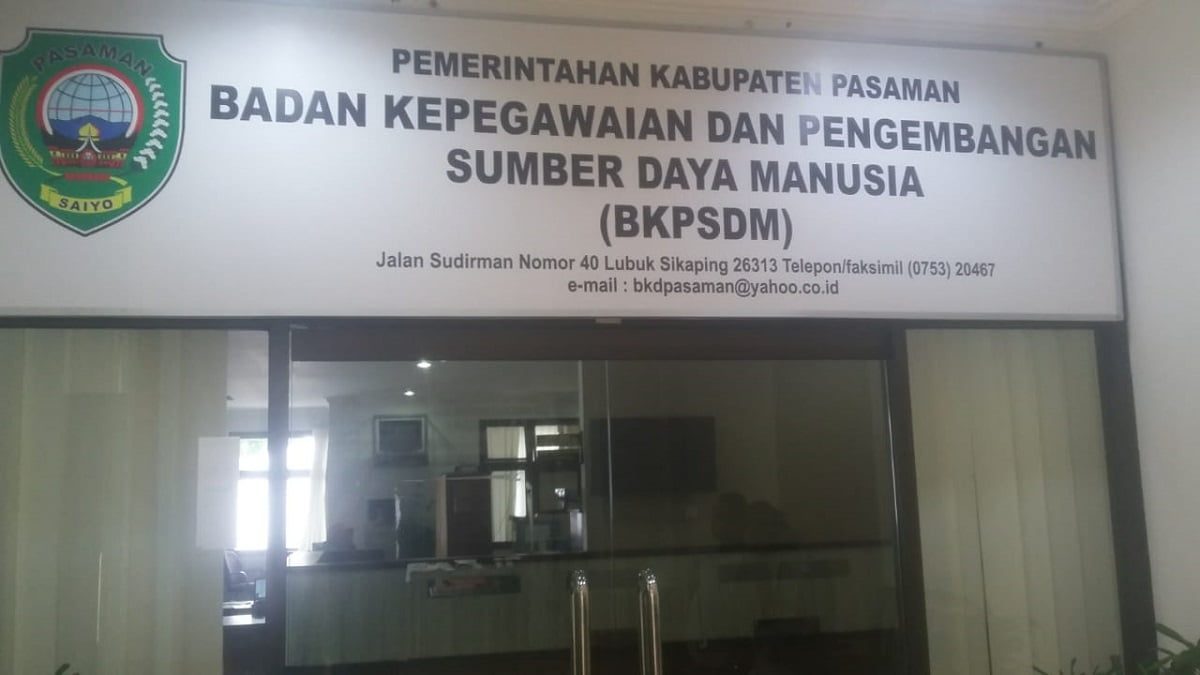 PASAMAN
SAIYO
PEMERINTAHAN KABUPATEN PASAMAN
BADAN KEPEGAWAIAN DAN PENGEMBANGAN
SUMBER DAYA MANUSIA
(BKPSDM)
Jalan Sudirman Nomor 40 Lubuk Sikaping 26313 Telepon/faksimil (0753) 20467
e-mail : bkdpasaman@yahoo.co.id